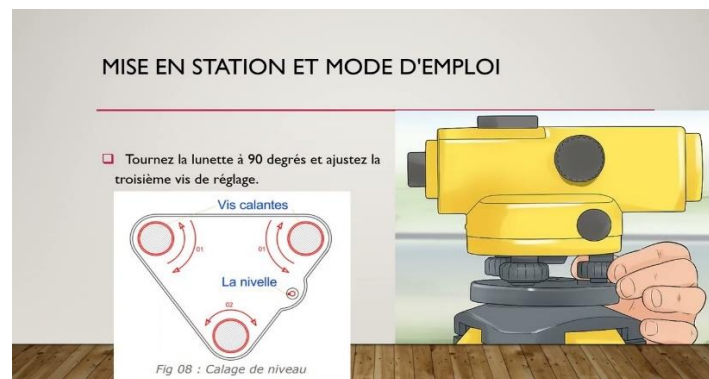 MISE EN STATION ET MODE D'EMPLOI
Tournez la lunette à 90 degrés et ajustez la
troisième vis de réglage.
Vis calantes
01
01
La nivelle
02
Fig 08 : Calage de niveau